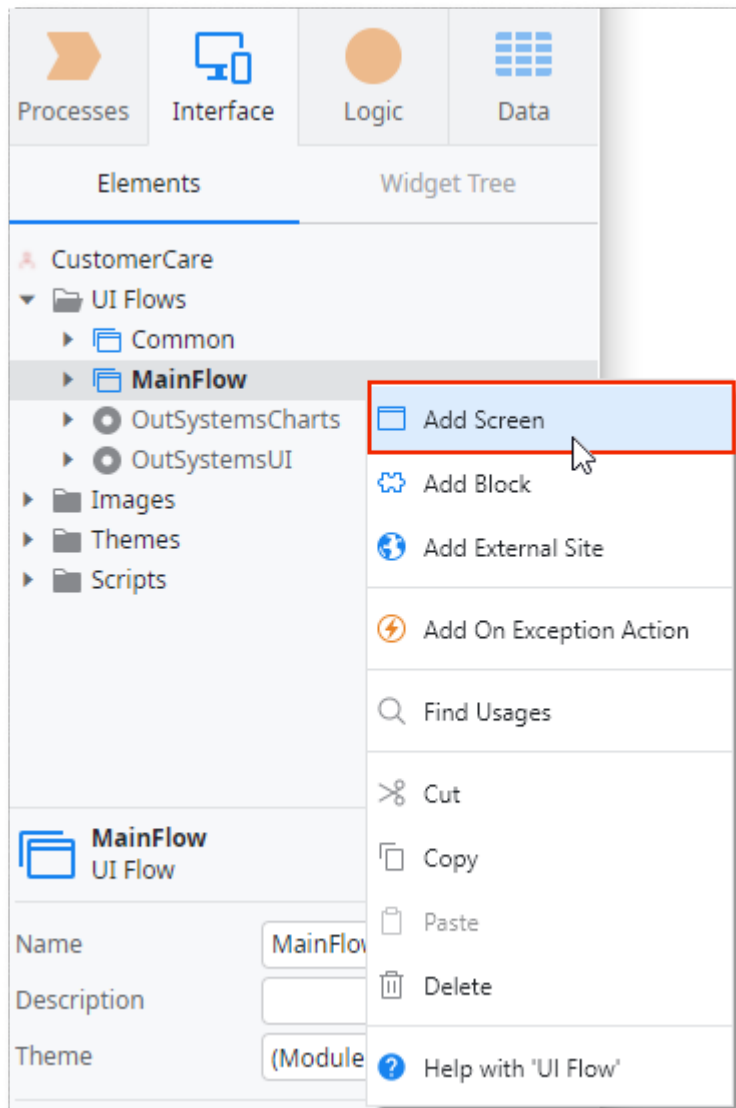 Processes
Interface
Logic
Data
Elements
Widget Tree
CustomerCare
UI Flows
Common
MainFlow
OutSystemsCharts
OutSystemsUI
Images
Themes
Scripts
Add Screen
Add Block
Add External Site
Add On Exception Action
Find Usages
Cut
Copy
Paste
Delete
Help with 'UI Flow'
MainFlow
UI Flow
Name
MainFlow
Description
Theme
(Module